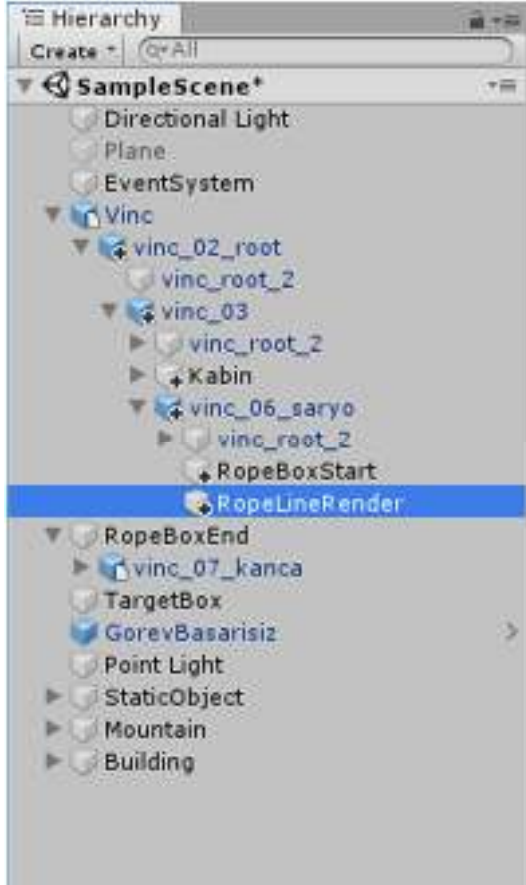 Hierarchy
Create All
SampleScene*
Directional Light
Plane
EventSystem
Vinc
vinc_02_root
vinc_root_2
vinc_03
vinc_root_2
Kabin
vinc_06_saryo
vinc_root_2
RopeBoxStart
RopeLineRender
RopeBoxEnd
vinc_07_kanca
TargetBox
GorevBasarisiz
Point Light
StaticObject
Mountain
Building